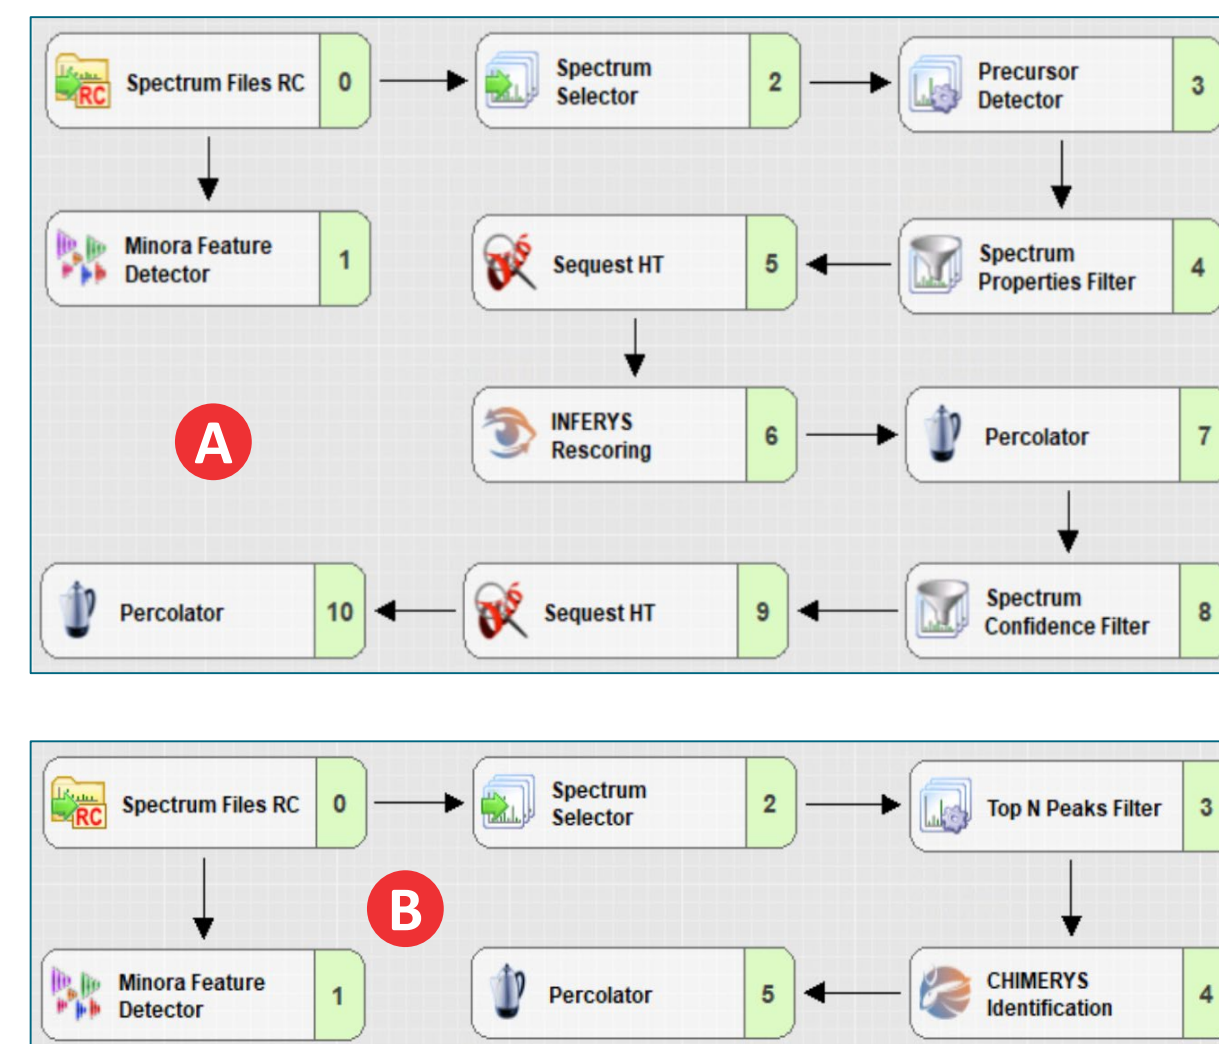 Spectrum Files RC 0
RC
Spectrum
Selector
2
Precursor
Detector
3
Minora Feature
Detector
1
Sequest HT 5
Spectrum
Properties Filter
4
A
INFERYS
Rescoring
6
Percolator 7
Percolator 10
Sequest HT 9
Spectrum
Confidence Filter
8
Spectrum Files RC 0
RC
Spectrum
Selector
2
Top N Peaks Filter 3
B
Minora Feature
Detector
1
Percolator 5
CHIMERYS
Identification
4